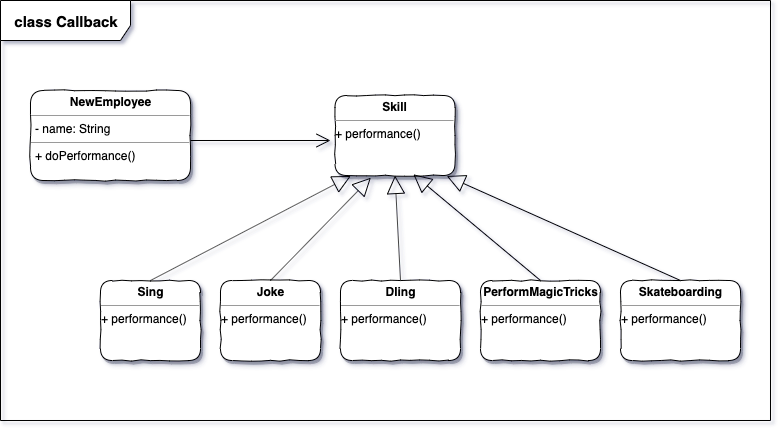 class Callback
NewEmployee
- name: String
+ doPerformance()
Skill
+ performance()
Sing
+ performance()
Joke
+ performance()
Dling
+ performance()
PerformMagicTricks
+ performance()
Skateboarding
+ performance()